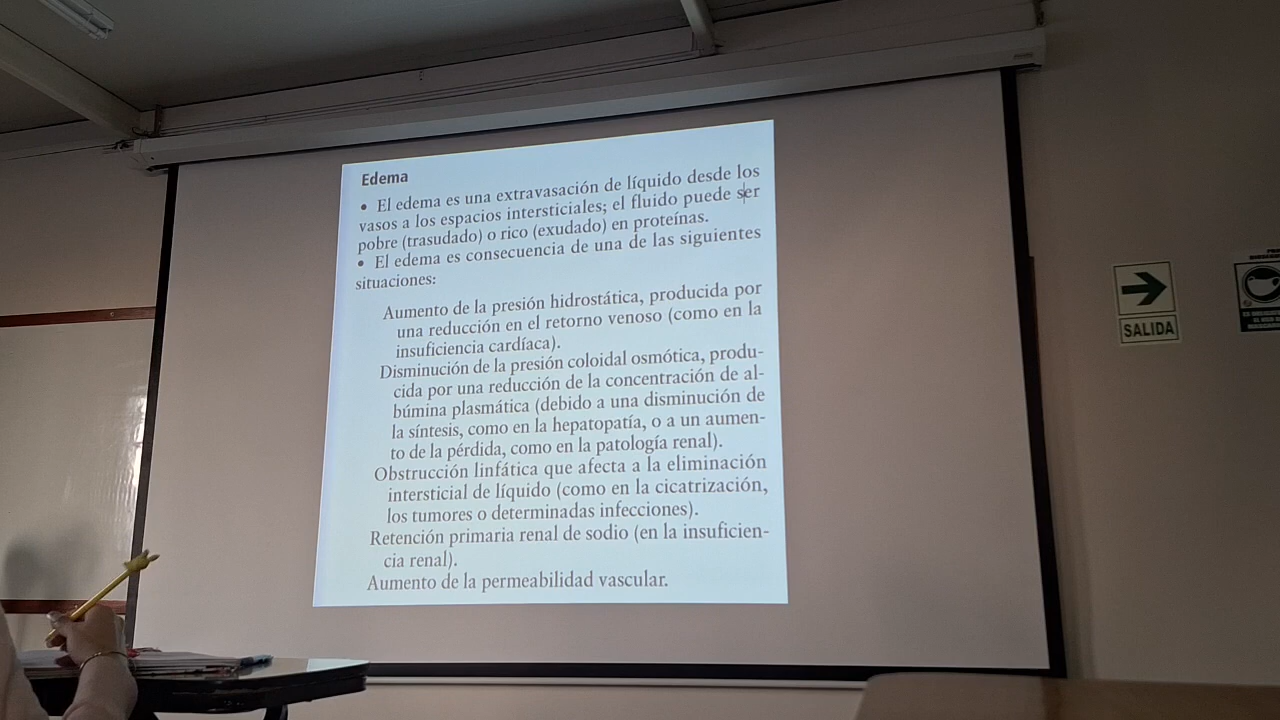 Edema
• El edema es una extravasación de líquido desde los
vasos a los espacios intersticiales; el fluido puede ser
pobre (trasudado) o rico (exudado) en proteínas.
• El edema es consecuencia de una de las siguientes
situaciones:
Aumento de la presión hidrostática, producida por
una reducción en el retorno venoso (como en la
insuficiencia cardíaca).
Disminución de la presión coloidal osmótica, produ-
cida por una reducción de la concentración de al-
búmina plasmática (debido a una disminución de
la síntesis, como en la hepatopatía, o a un aumen-
to de la pérdida, como en la patología renal).
Obstrucción linfática que afecta a la eliminación
intersticial de líquido (como en la cicatrización,
los tumores o determinadas infecciones).
Retención primaria renal de sodio (en la insuficien-
cia renal).
Aumento de la permeabilidad vascular.
SALIDA